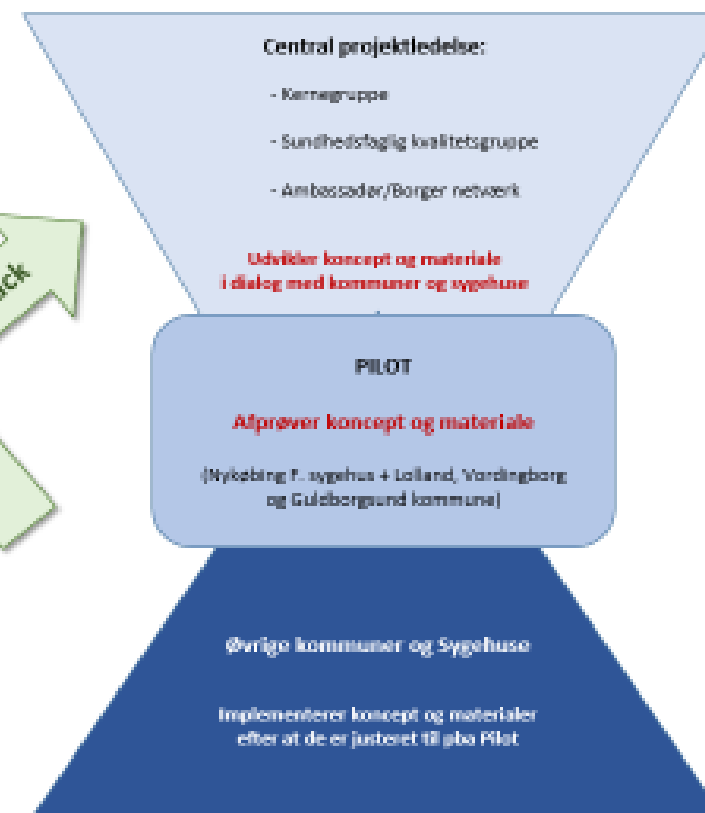 Central projektledelse:
- Kernegruppe
- Sundhedsfaglig kvalitetsgruppe
- Ambassadør/Borger netværk
Udvikler koncept og materiale
i dialog med kommuner og sygehuse
PILOT
Afprøver koncept og materiale
(Nykøbing F. sygehus + Lolland, Vordingborg
og Guldborgsund kommune)
Øvrige kommuner og Sygehuse
Implementerer koncept og materialer
efter at de er justeret til pba Pilot